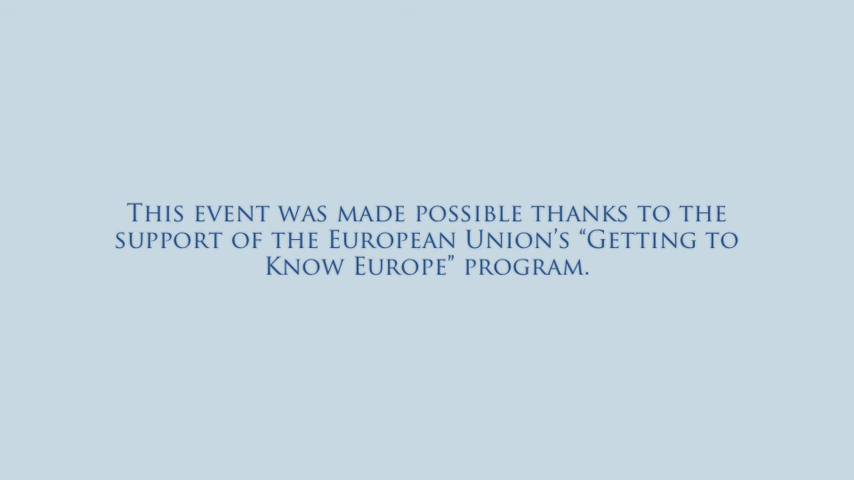 This event was made possible thanks to the
support of the European Union’s “Getting to
Know Europe” program.